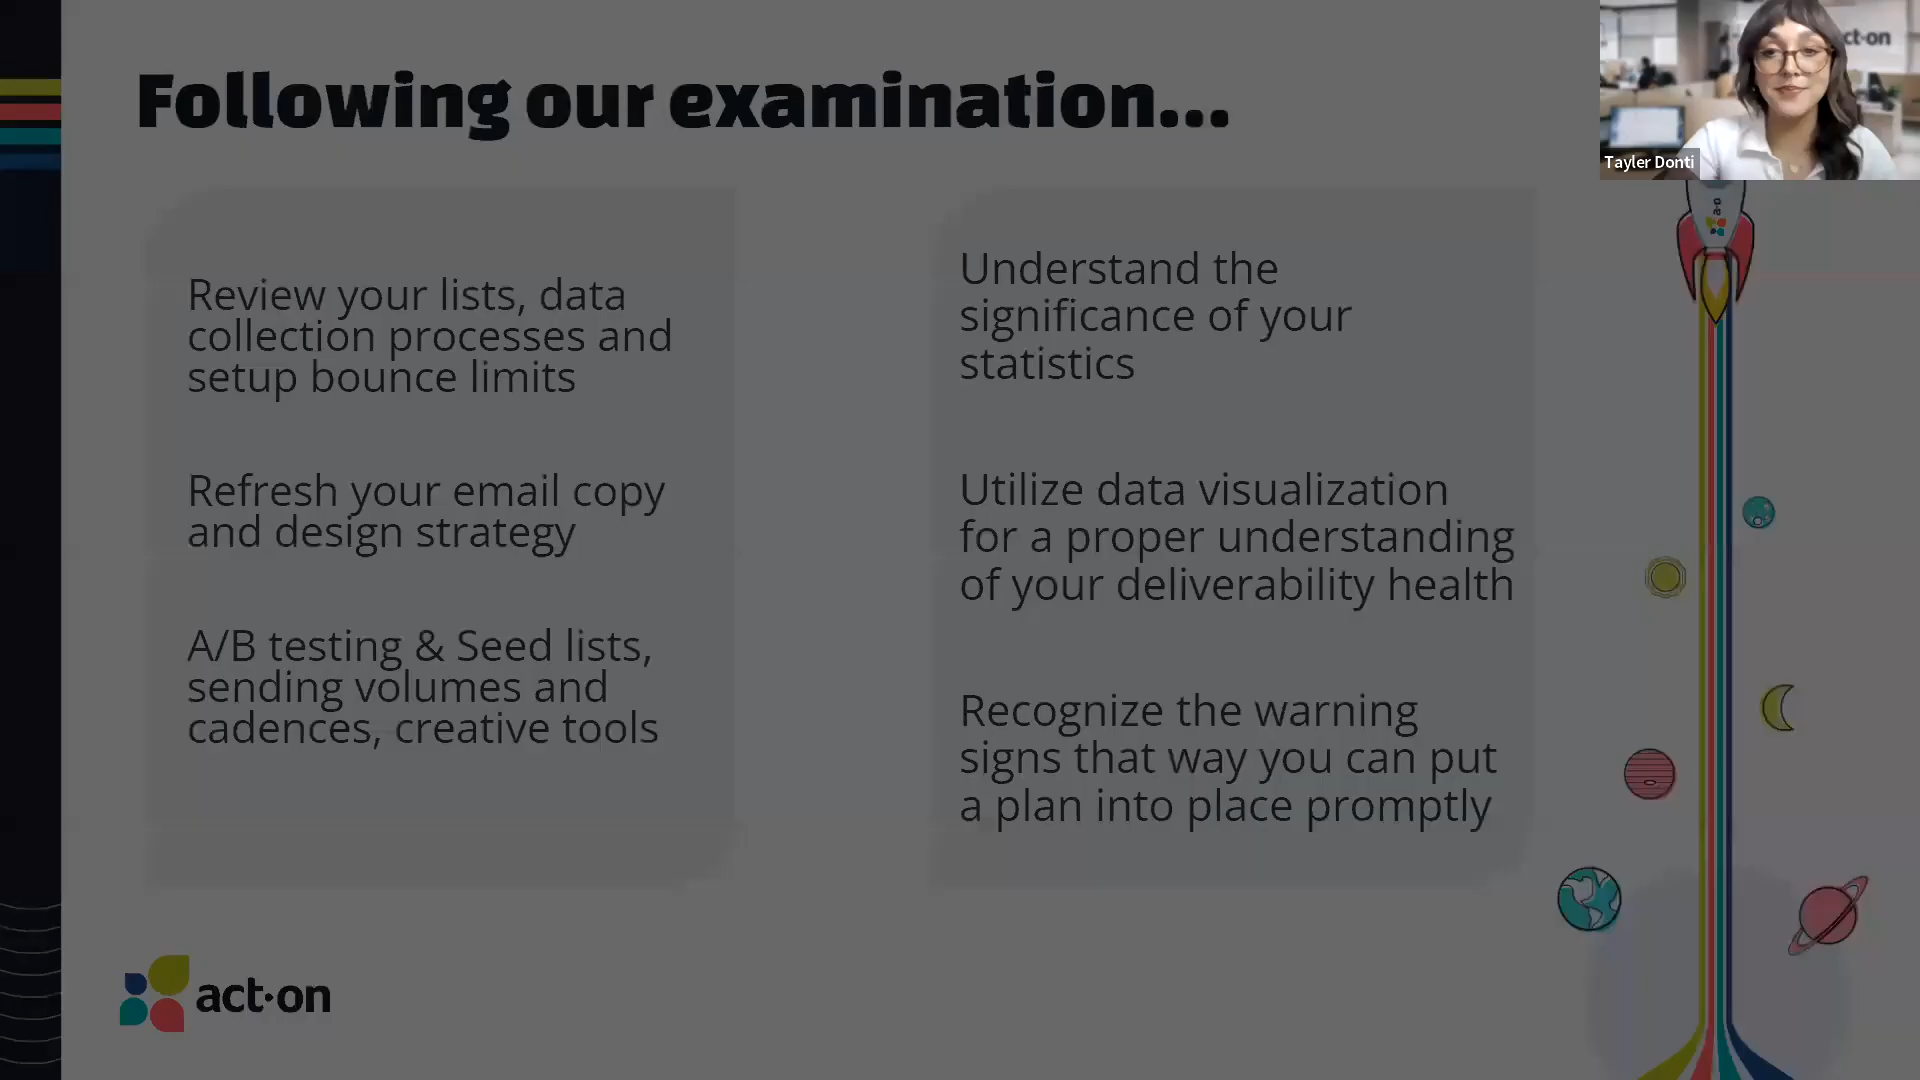 Following our examination...
Review your lists, data
collection processes and
setup bounce limits
Refresh your email copy
and design strategy
A/B testing & Seed lists,
sending volumes and
cadences, creative tools
Understand the
significance of your
statistics
Utilize data visualization
for a proper understanding
of your deliverability health
Recognize the warning
signs that way you can put
a plan into place promptly
act-on
ct-on
Tayler Donti
a-o